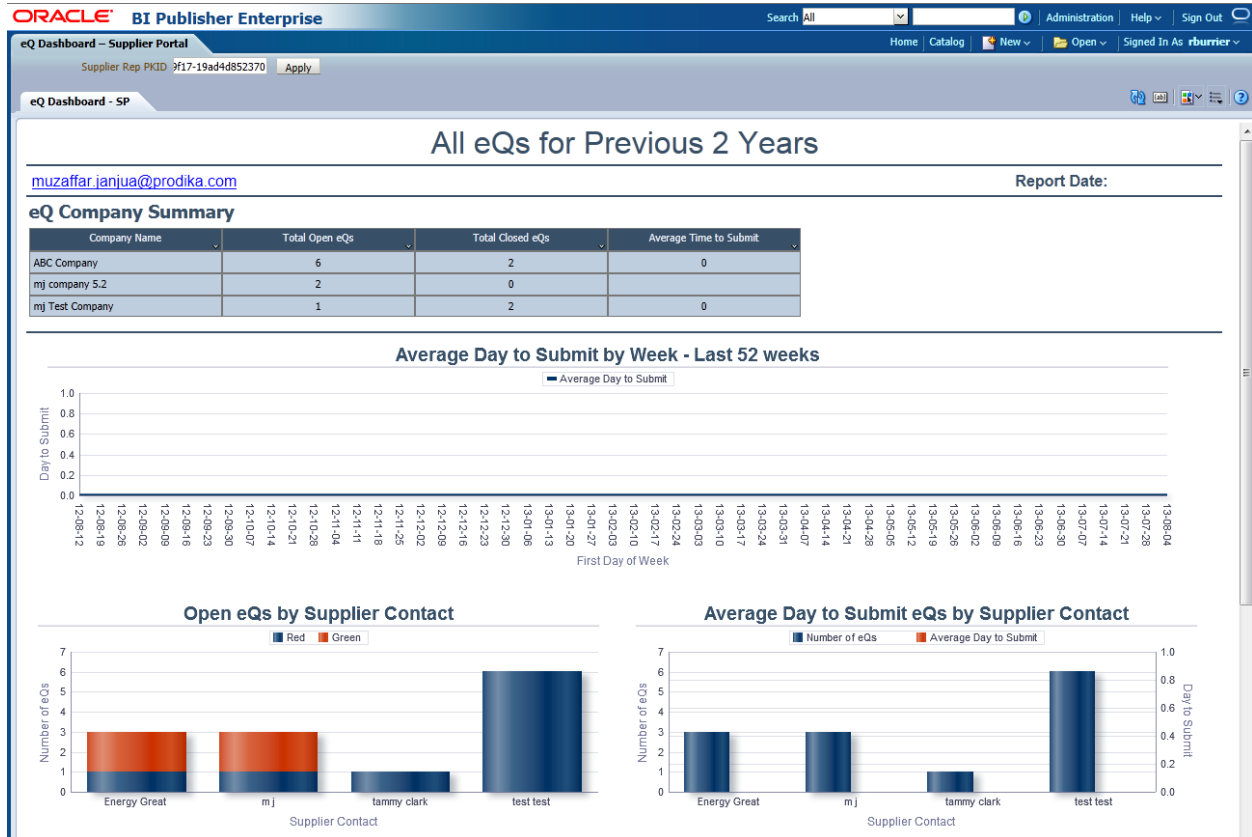 ORACLE BI Publisher Enterprise Search All Administration Help Sign Out
eQ Dashboard – Supplier Portal Home Catalog New Open Signed In As rburrier
Supplier Rep PKID 9f17-19ad4d852370 Apply
eQ Dashboard - SP
All eQs for Previous 2 Years
muzaffar.janjua@prodika.com Report Date:
eQ Company Summary
Company Name Total Open eQs Total Closed eQs Average Time to Submit
ABC Company 6 2 0
mj company 5.2 2 0
mj Test Company 1 2 0
Average Day to Submit by Week - Last 52 weeks
Average Day to Submit
Day to Submit
1.0
0.8
0.6
0.4
0.2
0.0
12-08-12 12-08-19 12-08-26 12-09-02 12-09-09 12-09-16 12-09-23 12-09-30 12-10-07 12-10-14 12-10-21 12-10-28 12-11-04 12-11-11 12-11-18 12-11-25 12-12-02 12-12-09 12-12-16 12-12-23 12-12-30 13-01-06 13-01-13 13-01-20 13-01-27 13-02-03 13-02-10 13-02-17 13-02-24 13-03-03 13-03-10 13-03-17 13-03-24 13-03-31 13-04-07 13-04-14 13-04-21 13-04-28 13-05-05 13-05-12 13-05-19 13-05-26 13-06-02 13-06-09 13-06-16 13-06-23 13-06-30 13-07-07 13-07-14 13-07-21 13-07-28 13-08-04
First Day of Week
Open eQs by Supplier Contact
Red Green
Number of eQs
7
6
5
4
3
2
1
0
Energy Great m j tammy clark test test
Supplier Contact
Average Day to Submit eQs by Supplier Contact
Number of eQs Average Day to Submit
Number of eQs
7
6
5
4
3
2
1
0
1.0
0.8
0.6
0.4
0.2
0.0
Day to Submit
Energy Great m j tammy clark test test
Supplier Contact